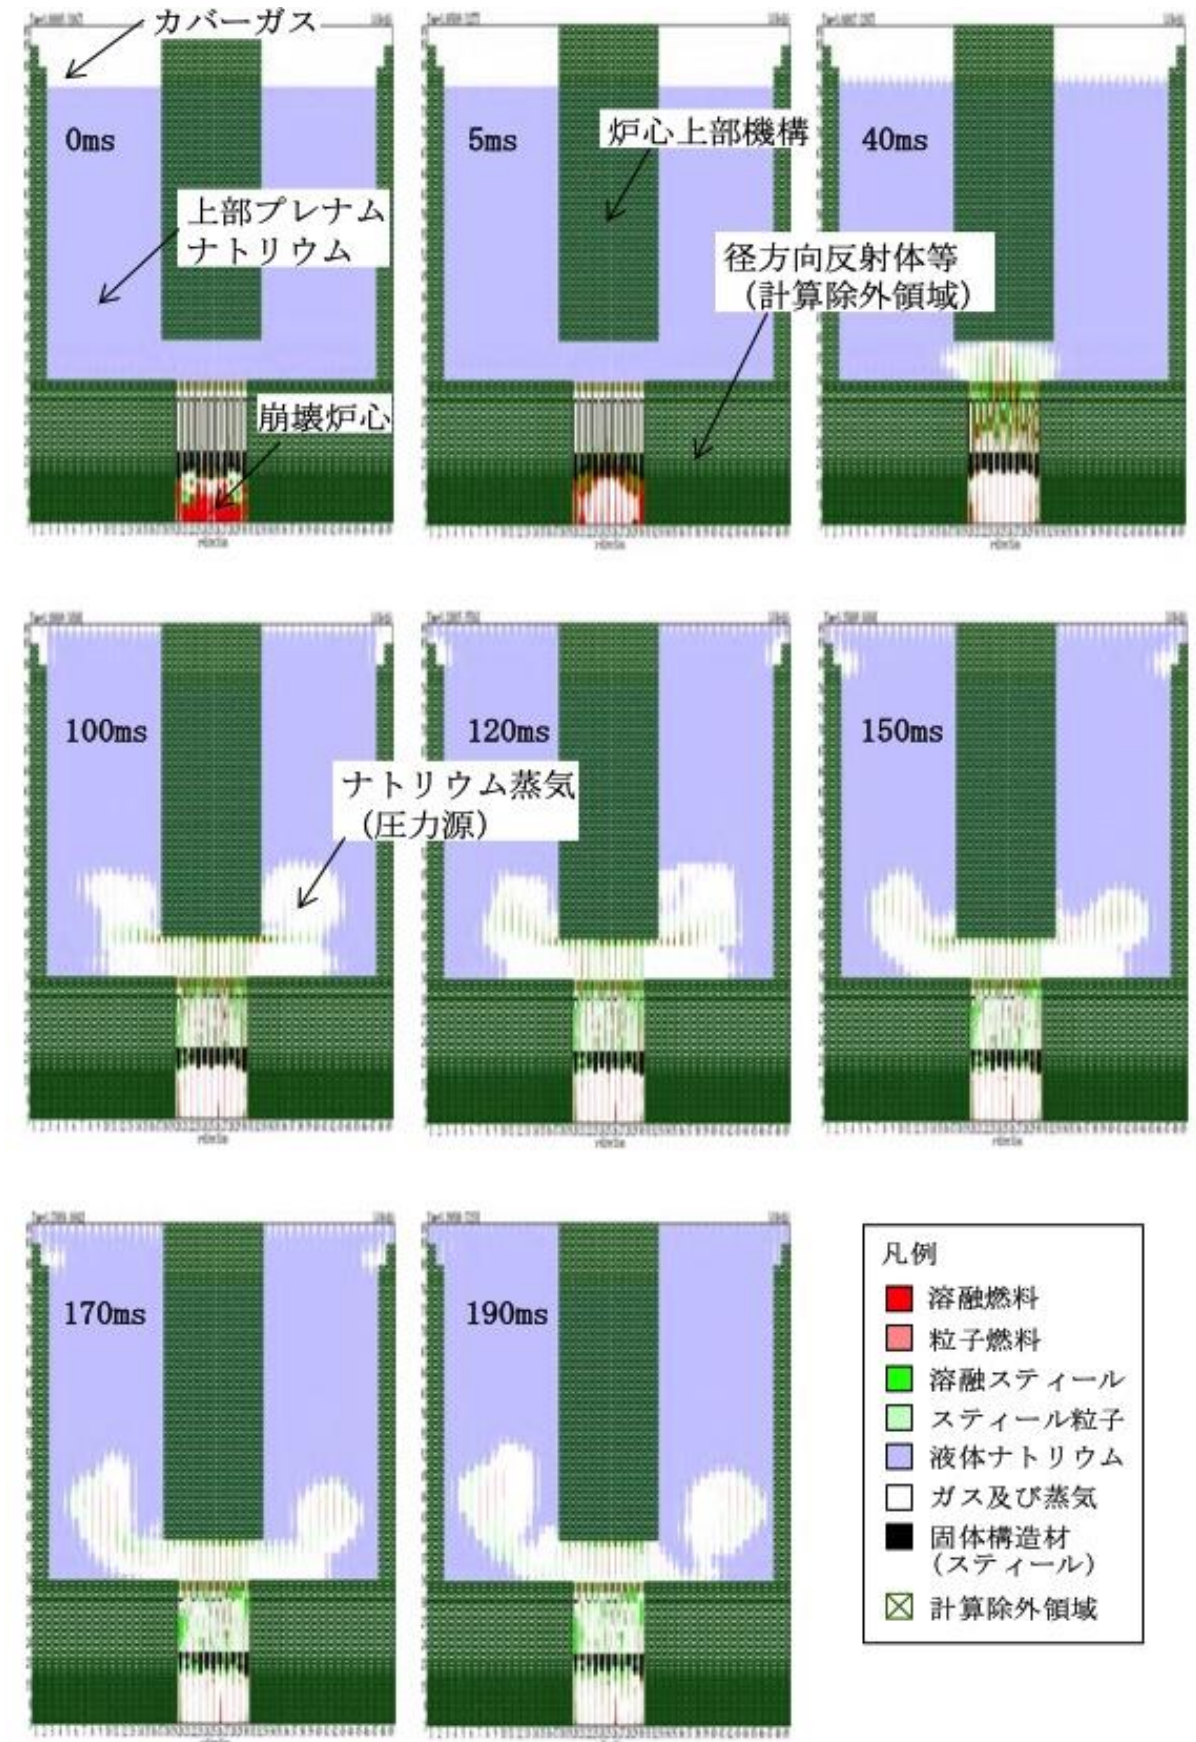 カバーガス
0ms
5ms
炉心上部機構
40ms
上部プレナム
ナトリウム
径方向反射体等
（計算除外領域）
崩壊炉心
100ms
120ms
150ms
ナトリウム蒸気
（圧力源）
170ms
190ms
凡例
溶融燃料
粒子燃料
溶融スティール
スティール粒子
液体ナトリウム
ガス及び蒸気
固体構造材
（スティール）
計算除外領域